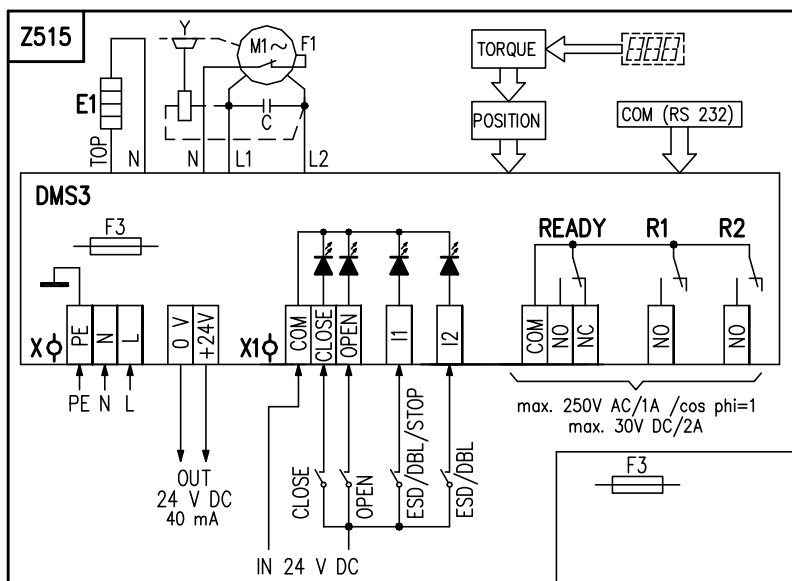 Z515
Y
M1 ~
F1
E1
C
TOP
N
N
L1
L2
TORQUE
POSITION
COM (RS 232)
DMS3
F3
READY
R1
R2
X
PE
N
L
0 V
+24V
X1
COM
CLOSE
OPEN
I1
I2
COM
NO
NC
NO
NO
PE N L
OUT
24 V DC
40 mA
CLOSE
OPEN
ESD/DBL/STOP
ESD/DBL
IN 24 V DC
max. 250V AC/1A /cos phi=1
max. 30V DC/2A
F3